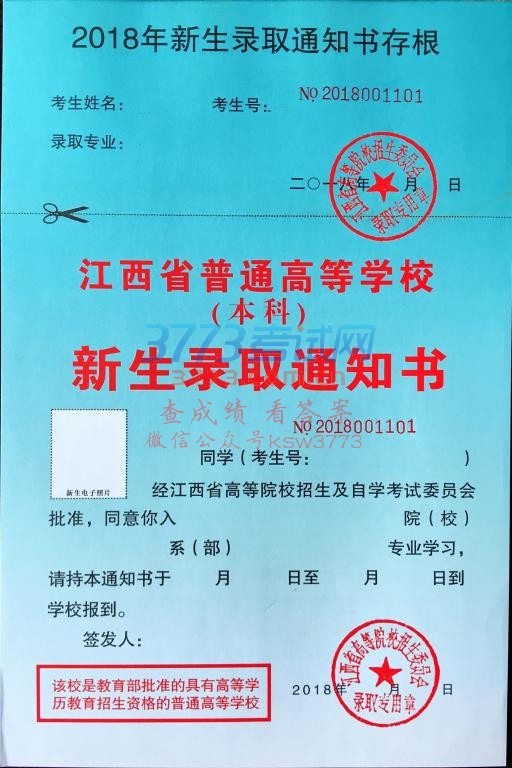 2018年新生录取通知书存根
考生姓名：
考生号：
NO 2018001101
录取专业：
二〇一八年 月 日
江西省高等院校招生委员会
录取专用章
江西省普通高等学校
(本科)
3773考试网
新生录取通知书
查成绩 看答案
NO 2018001101
微信公众号ksw3773
同学（考生号： ）
新生电子照片
经江西省高等院校招生及自学考试委员会
批准，同意你入 院（校）
系（部） 专业学习，
请持本通知书于 月 日至 月 日到
学校报到。
签发人：
江西省高等院校招生委员会
录取专用章
2018年 月 日
该校是教育部批准的具有高等学
历教育招生资格的普通高等学校